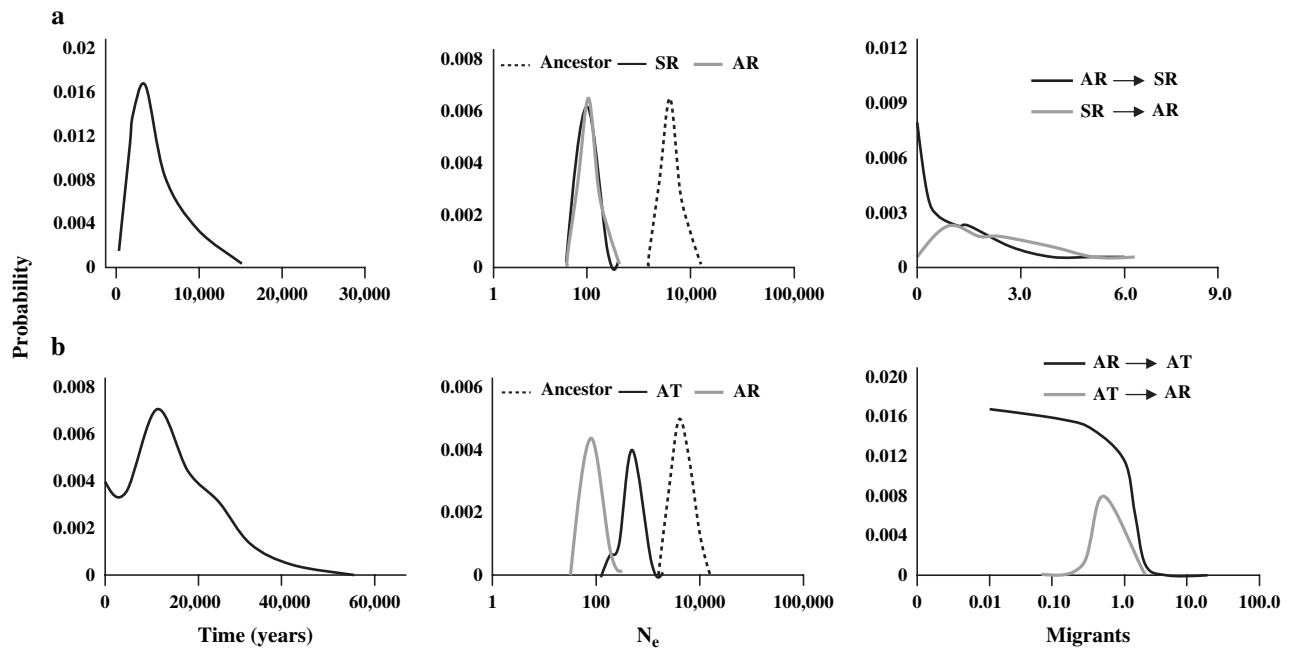 a
0.02
0.016
0.012
0.008
0.004
0
0 10,000 20,000 30,000
0.008
0.006
0.004
0.002
0
Ancestor SR AR
1 100 10,000 100,000
0.012
0.009
0.006
0.003
0
AR → SR
SR → AR
0 3.0 6.0 9.0
Probability
b
0.008
0.006
0.004
0.002
0
0 20,000 40,000 60,000
Time (years)
0.006
0.004
0.002
0
Ancestor AT AR
1 100 10,000 100,000
Ne
0.020
0.016
0.012
0.008
0.004
0
AR → AT
AT → AR
0 0.01 0.10 1.0 10.0 100.0
Migrants